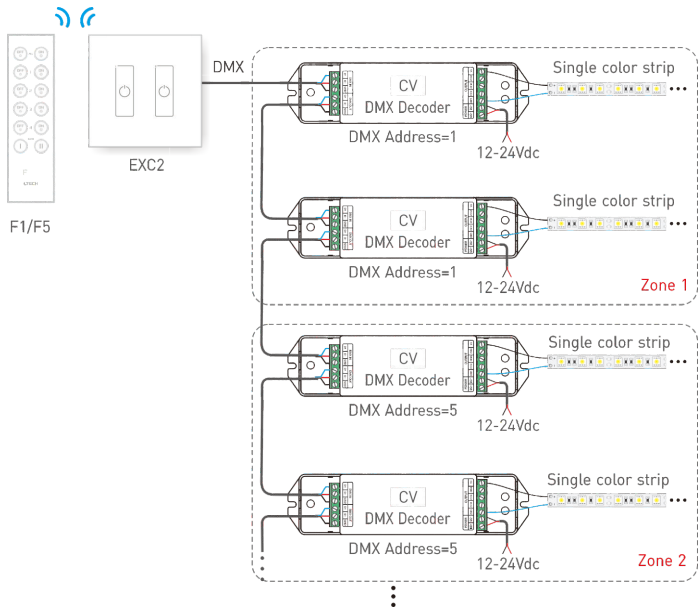 DMX
EXC2
F1/F5
CV
DMX Decoder
DMX Address=1
12-24Vdc
Single color strip
CV
DMX Decoder
DMX Address=1
12-24Vdc
Single color strip
Zone 1
CV
DMX Decoder
DMX Address=5
12-24Vdc
Single color strip
CV
DMX Decoder
DMX Address=5
12-24Vdc
Single color strip
Zone 2